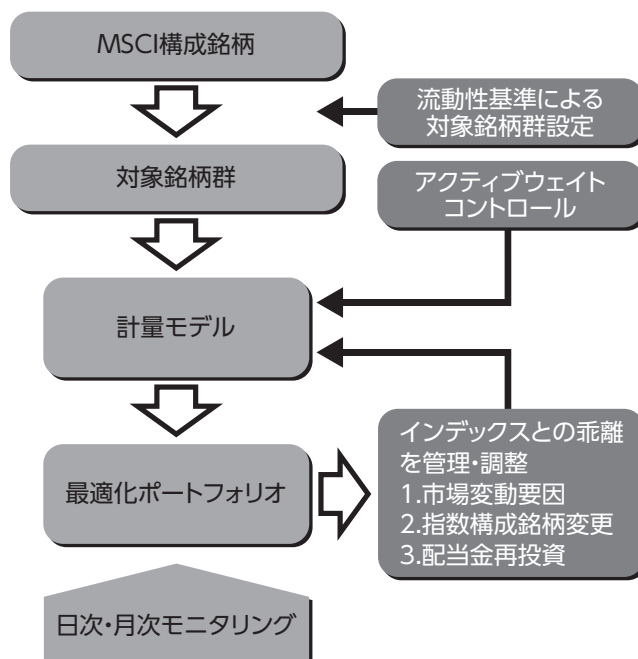 MSCI構成銘柄
流動性基準による
対象銘柄群設定
対象銘柄群
アクティブウェイト
コントロール
計量モデル
最適化ポートフォリオ
インデックスとの乖離
を管理・調整
1.市場変動要因
2.指数構成銘柄変更
3.配当金再投資
日次・月次モニタリング